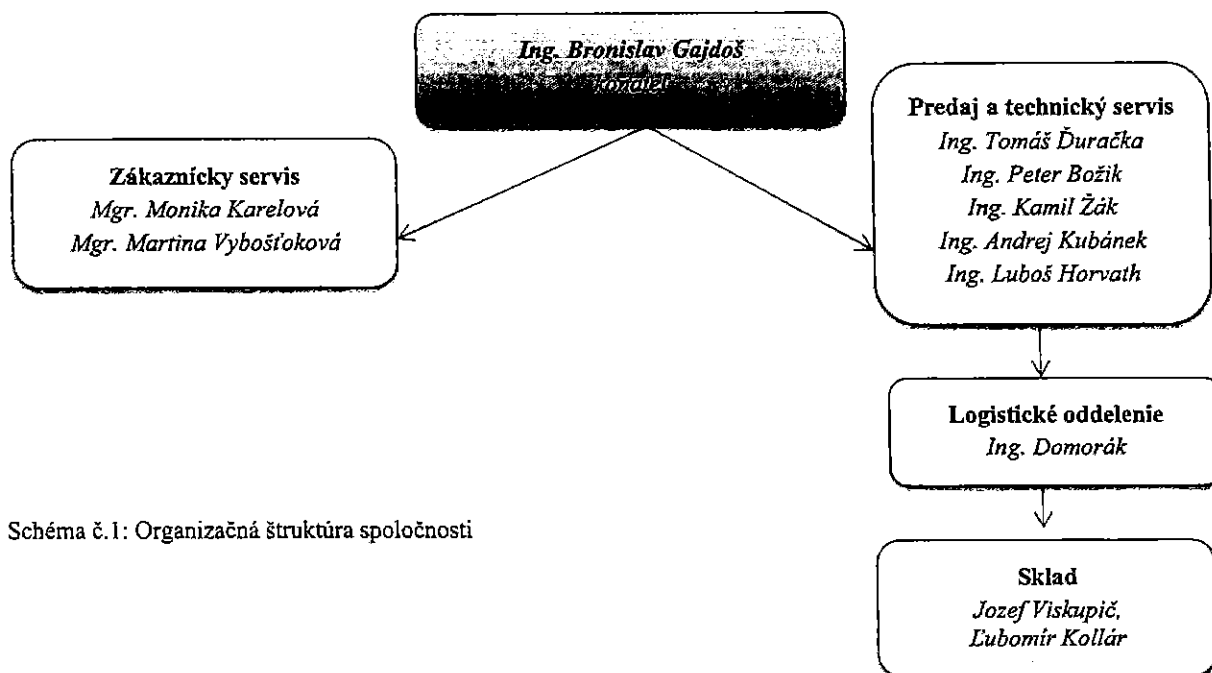 Ing. Bronislav Gajdoš
konateľ
Predaj a technický servis
Ing. Tomáš Ďuračka
Ing. Peter Božik
Ing. Kamil Žák
Ing. Andrej Kubánek
Ing. Luboš Horvath
Zákaznícky servis
Mgr. Monika Karelová
Mgr. Martina Vybošťoková
Logistické oddelenie
Ing. Domorák
Schéma č.1: Organizačná štruktúra spoločnosti
Sklad
Jozef Viskupič,
Ľubomír Kollár